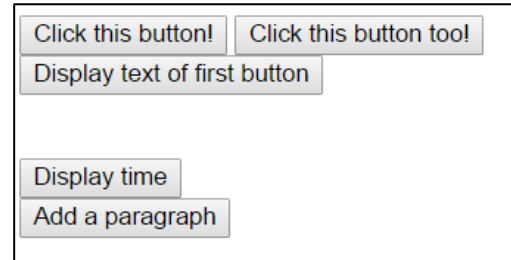 Click this button! Click this button too!
Display text of first button
Display time
Add a paragraph